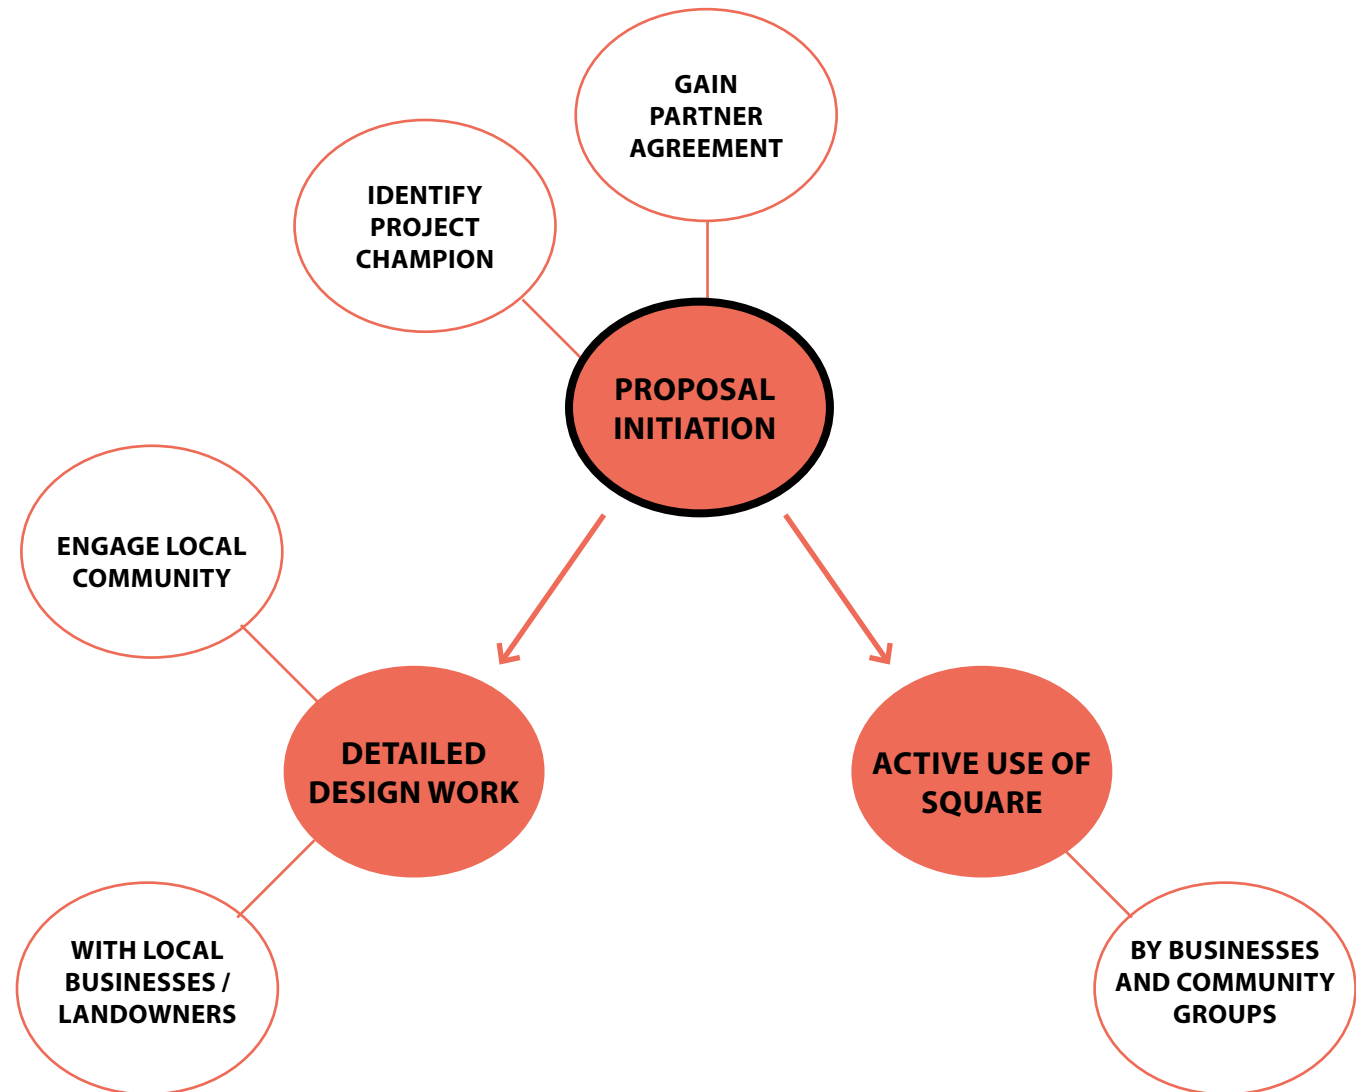 GAIN
PARTNER
AGREEMENT
IDENTIFY
PROJECT
CHAMPION
PROPOSAL
INITIATION
ENGAGE LOCAL
COMMUNITY
DETAILED
DESIGN WORK
ACTIVE USE OF
SQUARE
WITH LOCAL
BUSINESSES /
LANDOWNERS
BY BUSINESSES
AND COMMUNITY
GROUPS